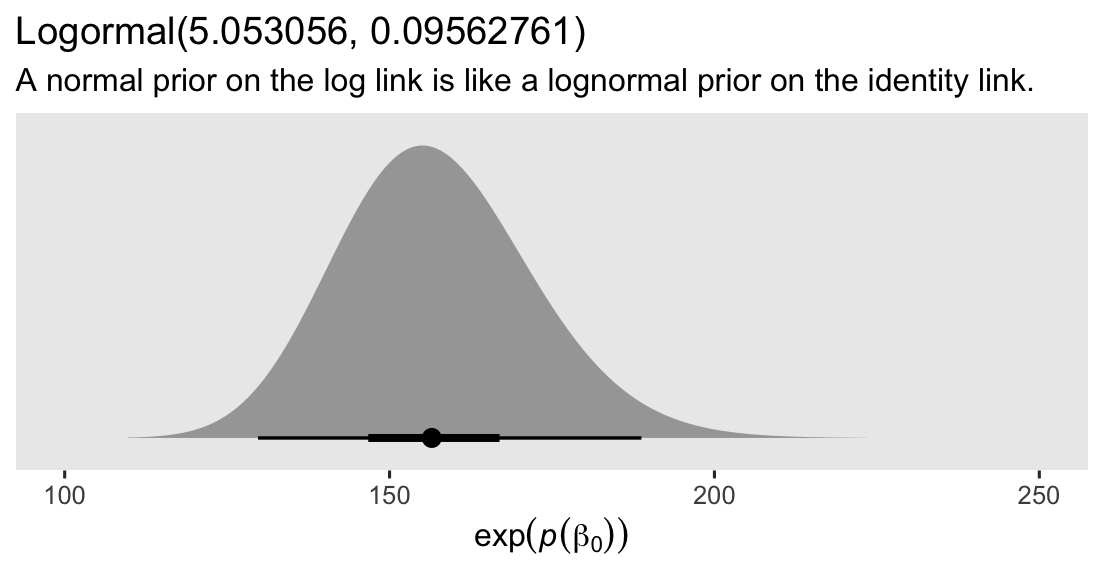 Logormal(5.053056, 0.09562761)
A normal prior on the log link is like a lognormal prior on the identity link.
100 150 200 250
exp(p(β₀))